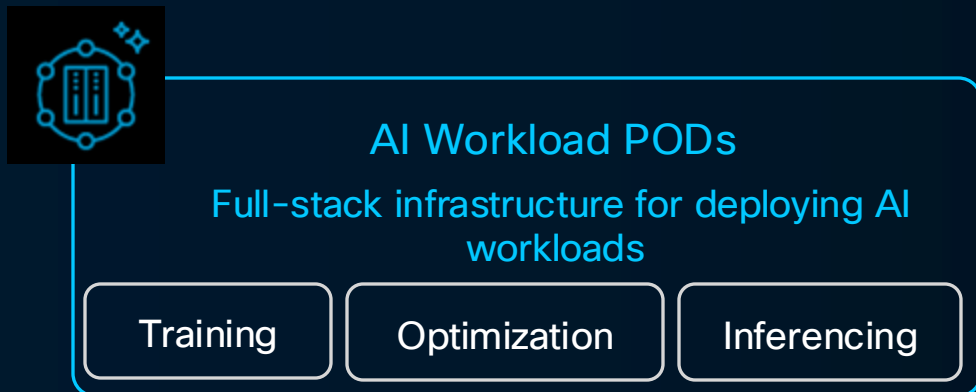 AI Workload PODs
Full-stack infrastructure for deploying AI
workloads
Training
Optimization
Inferencing